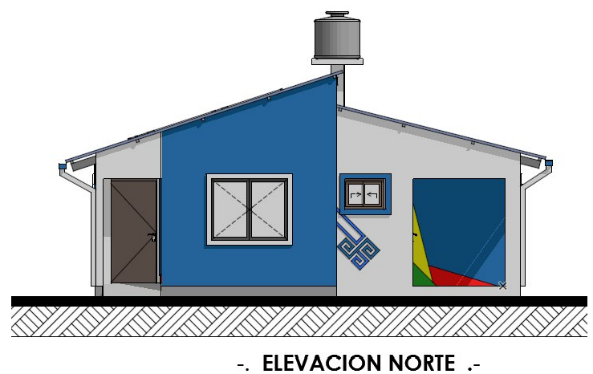 -. ELEVACION NORTE .-